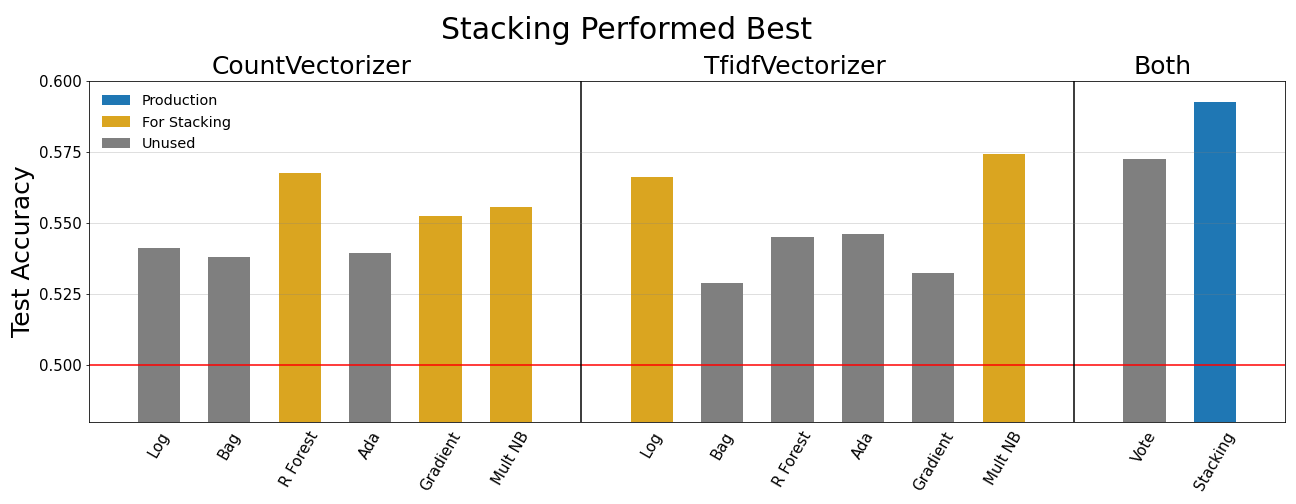 Stacking Performed Best
CountVectorizer
TfidfVectorizer
Both
Test Accuracy
0.600
0.575
0.550
0.525
0.500
Production
For Stacking
Unused
Log
Bag
R Forest
Ada
Gradient
Mult NB
Log
Bag
R Forest
Ada
Gradient
Mult NB
Vote
Stacking